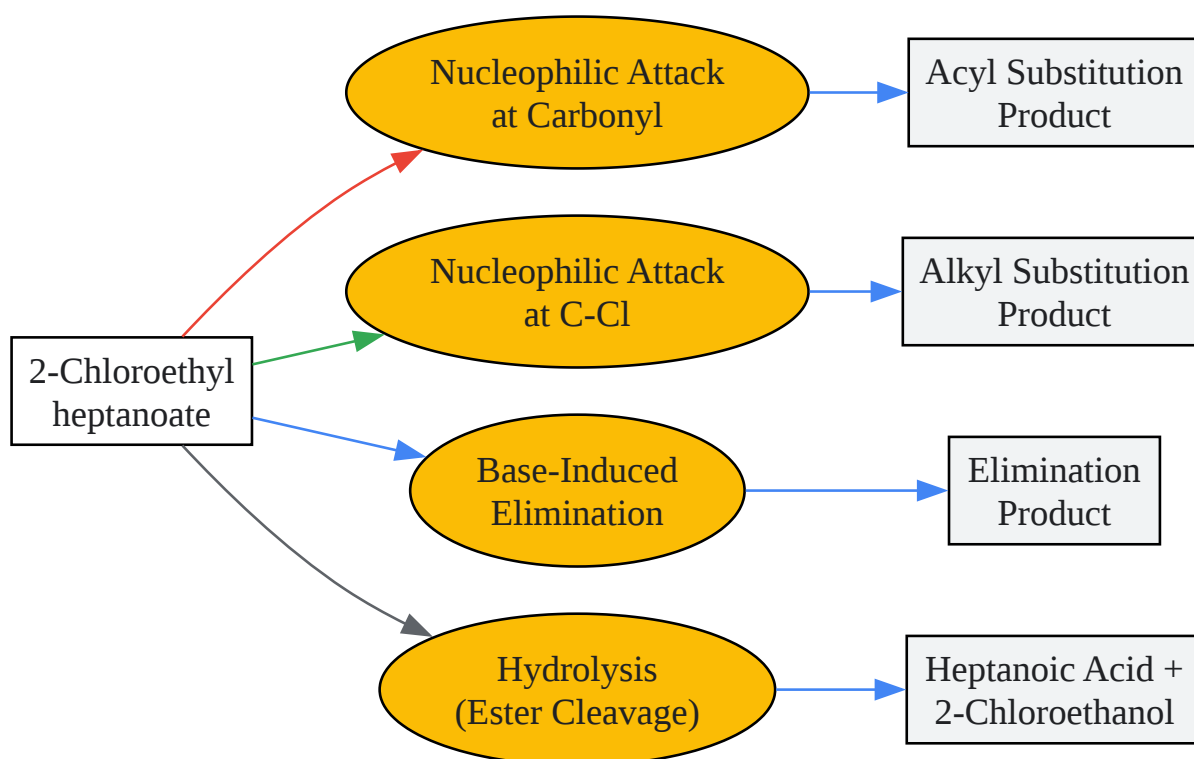 Nucleophilic Attack
at Carbonyl
Acyl Substitution
Product
Nucleophilic Attack
at C-Cl
Alkyl Substitution
Product
2-Chloroethyl
heptanoate
Base-Induced
Elimination
Elimination
Product
Hydrolysis
(Ester Cleavage)
Heptanoic Acid +
2-Chloroethanol